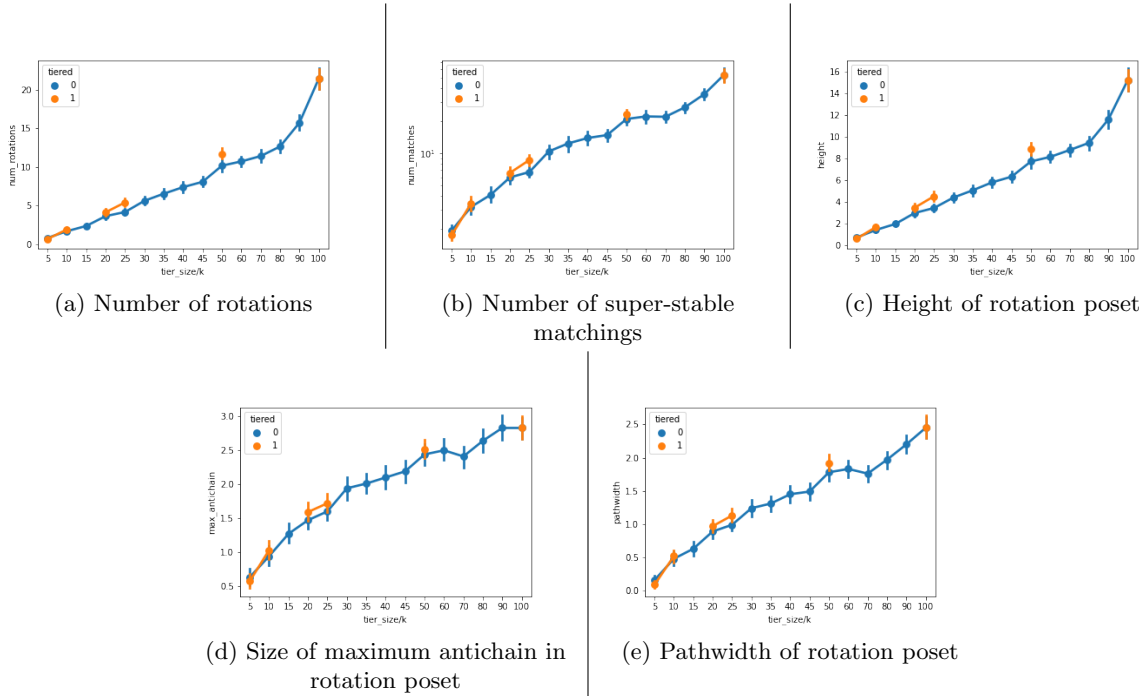 tiered
0
1
20
15
10
5
0
num_rotations
5 10 15 20 25 30 35 40 45 50 60 70 80 90 100
tier_size/k
(a) Number of rotations
tiered
0
1
10¹
num_matches
5 10 15 20 25 30 35 40 45 50 60 70 80 90 100
tier_size/k
(b) Number of super-stable
matchings
tiered
0
1
16
14
12
10
8
6
4
2
0
height
5 10 15 20 25 30 35 40 45 50 60 70 80 90 100
tier_size/k
(c) Height of rotation poset
tiered
0
1
3.0
2.5
2.0
1.5
1.0
0.5
max_antichain
5 10 15 20 25 30 35 40 45 50 60 70 80 90 100
tier_size/k
(d) Size of maximum antichain in
rotation poset
tiered
0
1
2.5
2.0
1.5
1.0
0.5
0.0
pathwidth
5 10 15 20 25 30 35 40 45 50 60 70 80 90 100
tier_size/k
(e) Pathwidth of rotation poset